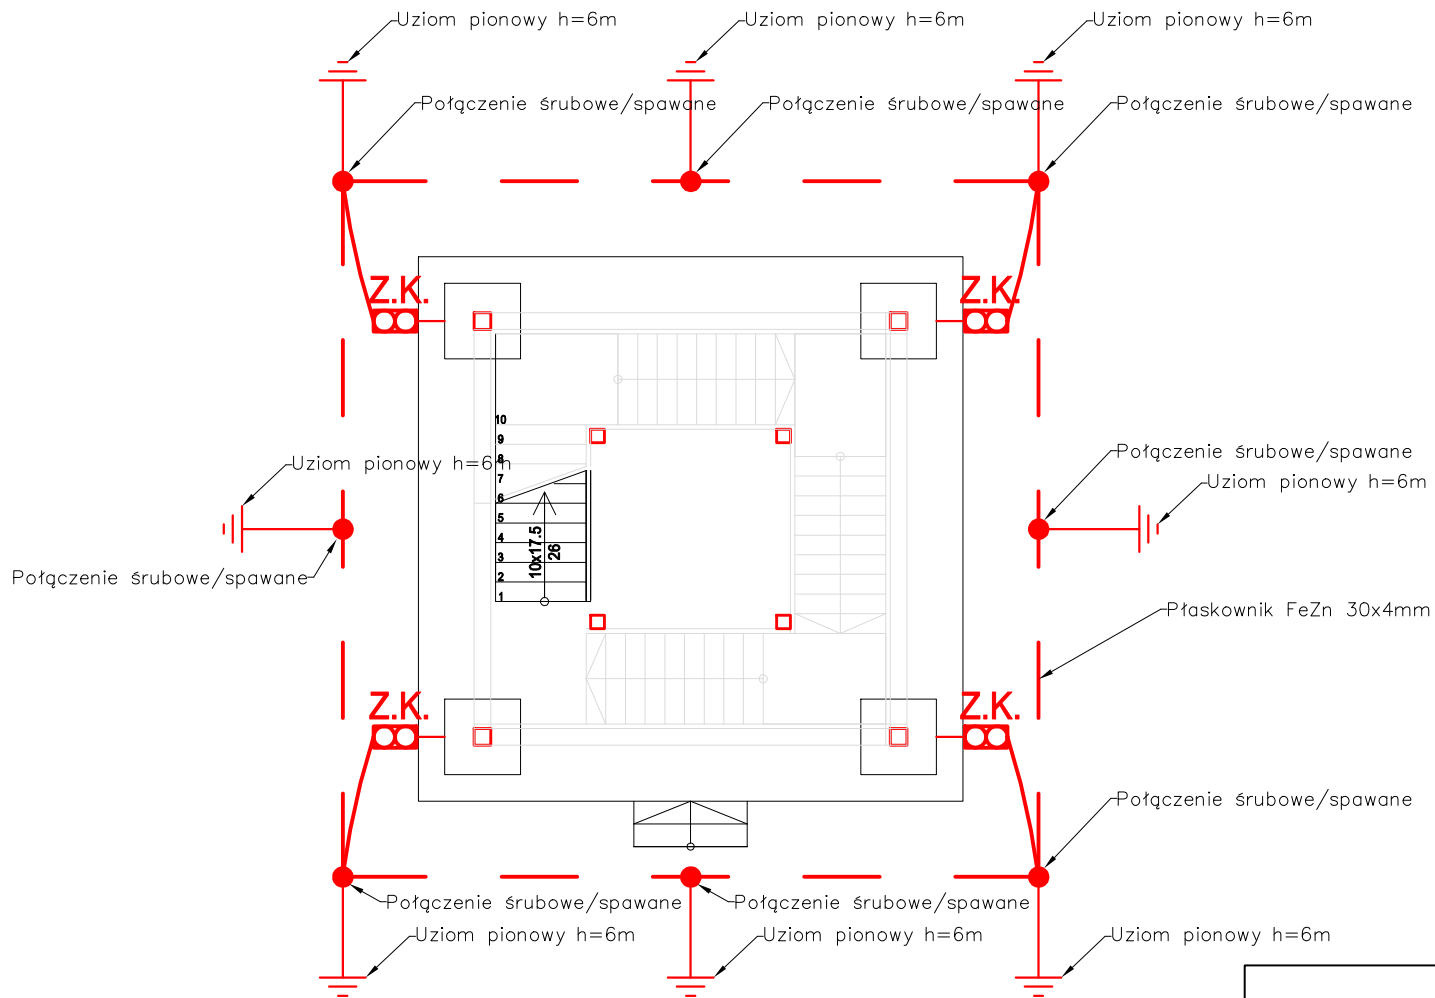 Uziom pionowy h=6m
Uziom pionowy h=6m
Uziom pionowy h=6m
Połączenie śrubowe/spawane
Połączenie śrubowe/spawane
Połączenie śrubowe/spawane
Z.K.
Z.K.
10
9
8
7
6
5
4
3
2
1
10x17.5
26
Uziom pionowy h=6m
Połączenie śrubowe/spawane
Uziom pionowy h=6m
Połączenie śrubowe/spawane
Płaskownik FeZn 30x4mm
Z.K.
Z.K.
Połączenie śrubowe/spawane
Połączenie śrubowe/spawane
Połączenie śrubowe/spawane
Uziom pionowy h=6m
Uziom pionowy h=6m
Uziom pionowy h=6m